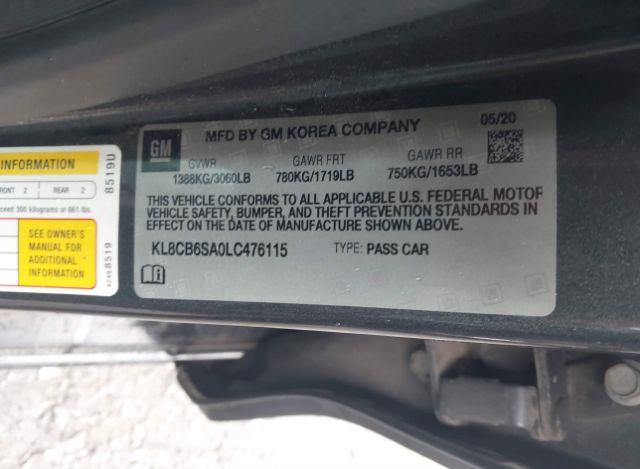 INFORMATION
FRONT 2 REAR 2
exceed 300 kilograms or 661 lbs.
SEE OWNER'S
MANUAL FOR
ADDITIONAL
INFORMATION
8519U
4248 8519
GM
MFD BY GM KOREA COMPANY 05/20
GVWR GAWR FRT GAWR RR
1388KG/3060LB 780KG/1719LB 750KG/1653LB
THIS VEHICLE CONFORMS TO ALL APPLICABLE U.S. FEDERAL MOTOR
VEHICLE SAFETY, BUMPER, AND THEFT PREVENTION STANDARDS IN
EFFECT ON THE DATE OF MANUFACTURE SHOWN ABOVE.
KL8CB6SA0LC476115 TYPE: PASS CAR